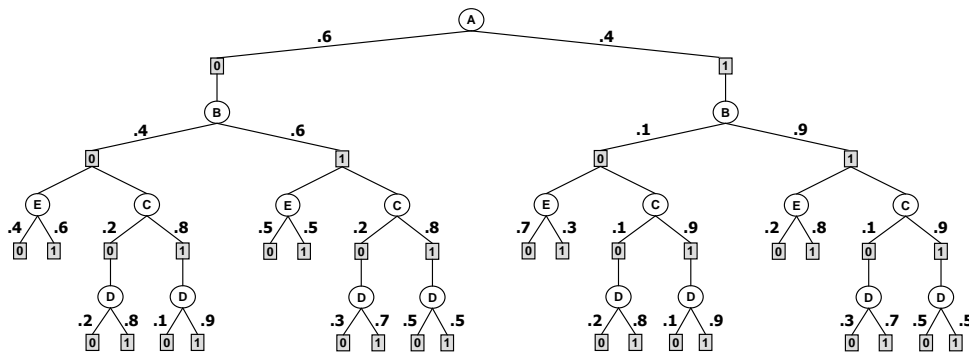 A
.6 .4
0 1
B B
.4 .6 .1 .9
0 1 0 1
E C E C E C E C
.4 .6 .2 .8 .5 .5 .2 .8 .7 .3 .1 .9 .2 .8 .1 .9
0 1 0 1 0 1 0 1 0 1 0 1 0 1 0 1
D D D D D D D D
.2 .8 .1 .9 .3 .7 .5 .5 .2 .8 .1 .9 .3 .7 .5 .5
0 1 0 1 0 1 0 1 0 1 0 1 0 1 0 1